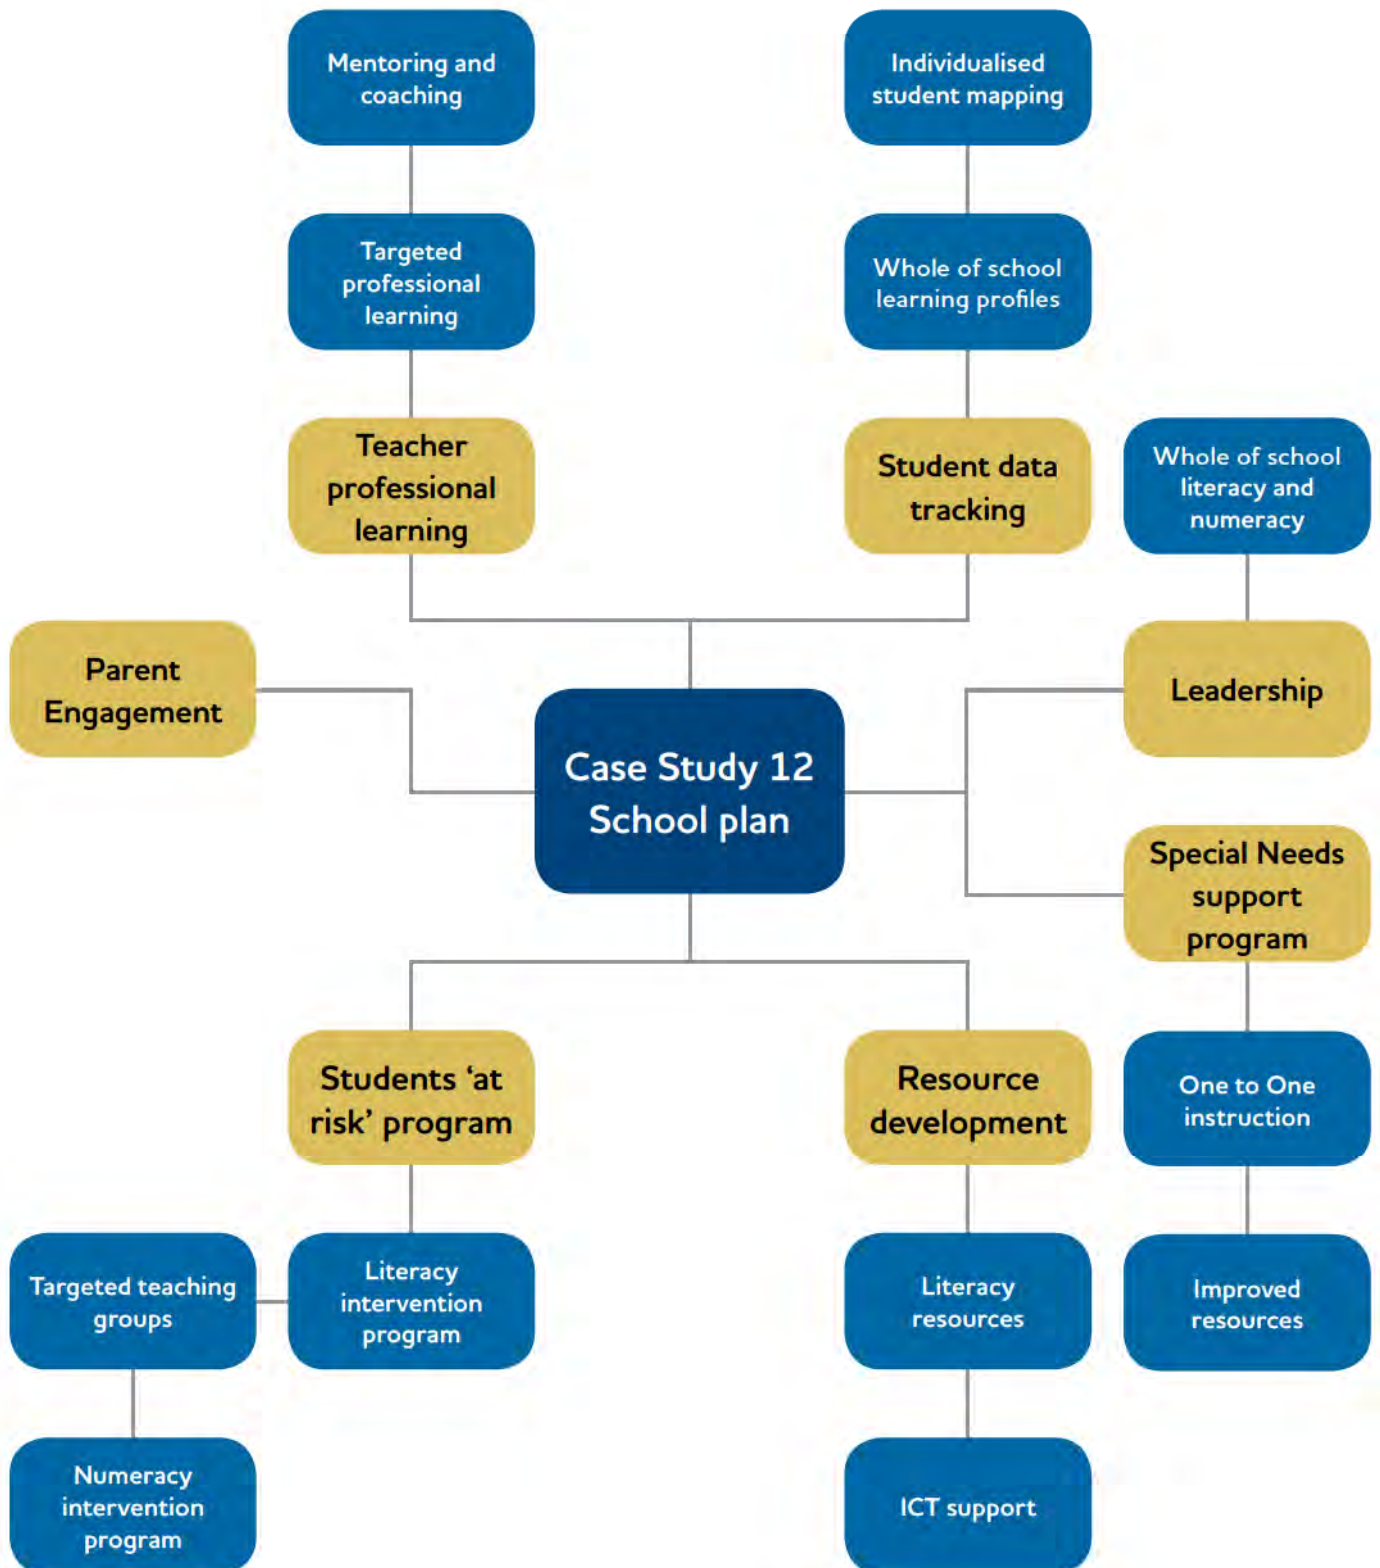 Mentoring and
coaching
Individualised
student mapping
Targeted
professional
learning
Whole of school
learning profiles
Teacher
professional
learning
Student data
tracking
Whole of school
literacy and
numeracy
Parent
Engagement
Leadership
Case Study 12
School plan
Special Needs
support
program
Students ‘at
risk’ program
Resource
development
One to One
instruction
Targeted teaching
groups
Literacy
intervention
program
Literacy
resources
Improved
resources
Numeracy
intervention
program
ICT support